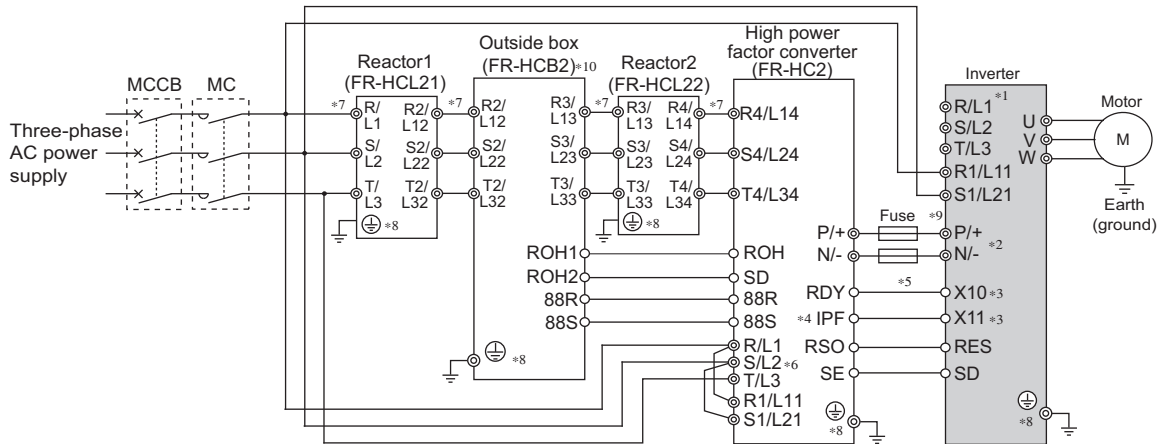 Three-phase
AC power
supply
MCCB
MC
Reactor1
(FR-HCL21)
*7
R/
L1
R2/
L12
S/
L2
S2/
L22
T/
L3
T2/
L32
*8
*7
Outside box
(FR-HCB2)*10
R2/
L12
R3/
L13
S2/
L22
S3/
L23
T2/
L32
T3/
L33
ROH1
ROH2
88R
88S
*8
*7
Reactor2
(FR-HCL22)
R3/
L13
R4/
L14
S3/
L23
S4/
L24
T3/
L33
T4/
L34
*8
*7
High power
factor converter
(FR-HC2)
R4/L14
S4/L24
T4/L34
P/+
N/-
ROH
SD
RDY
88R
*4 IPF
88S
R/L1
RSO
S/L2*6
T/L3
SE
R1/L11
S1/L21
*8
Fuse
*9
*5
Inverter
R/L1 *1
S/L2
T/L3
R1/L11
S1/L21
U
V
W
P/+
N/- *2
X10*3
X11*3
RES
SD
*8
Motor
M
Earth
(ground)